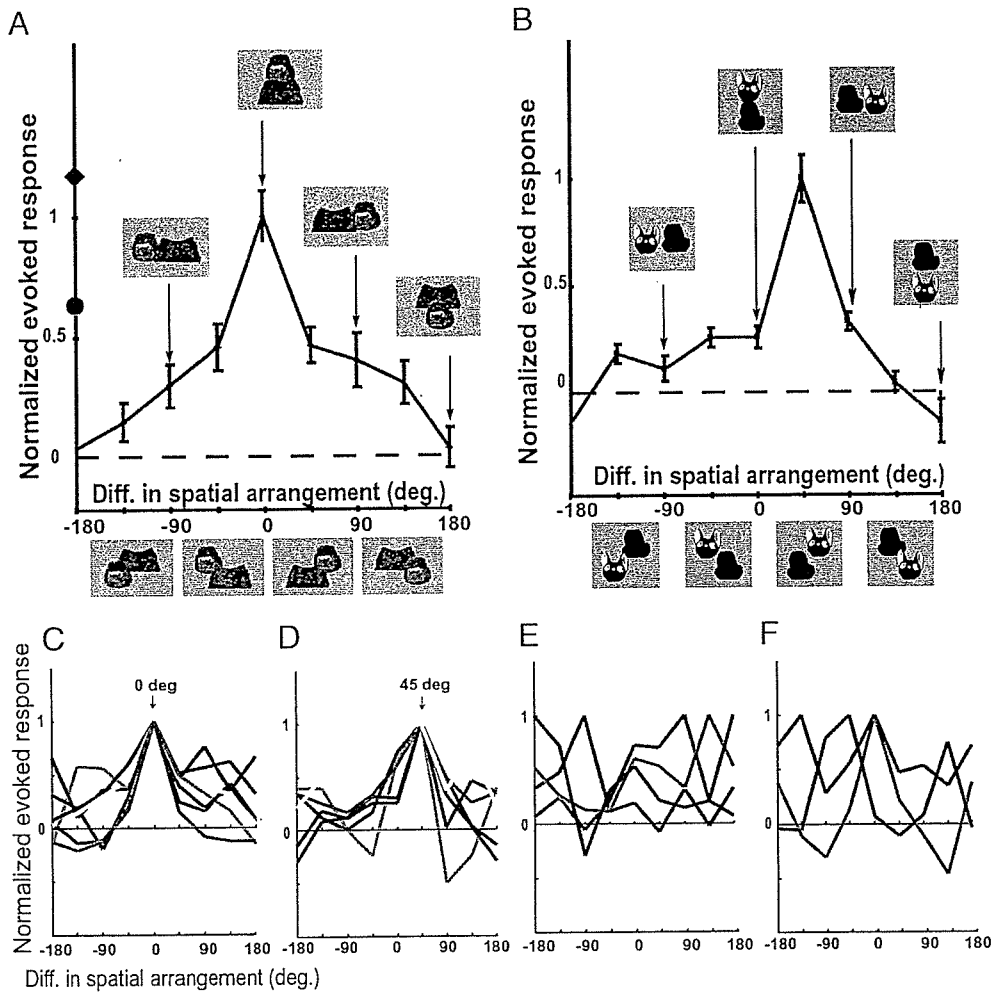 A
Normalized evoked response
1
0.5
0
Diff. in spatial arrangement (deg.)
-180 -90 0 90 180
B
Normalized evoked response
1
0.5
0
Diff. in spatial arrangement (deg.)
-180 -90 0 90 180
C
Normalized evoked response
0 deg
1
0
-180 -90 0 90 180
Diff. in spatial arrangement (deg.)
D
45 deg
1
0
-180 -90 0 90 180
E
1
0
-180 -90 0 90 180
F
1
0
-180 -90 0 90 180